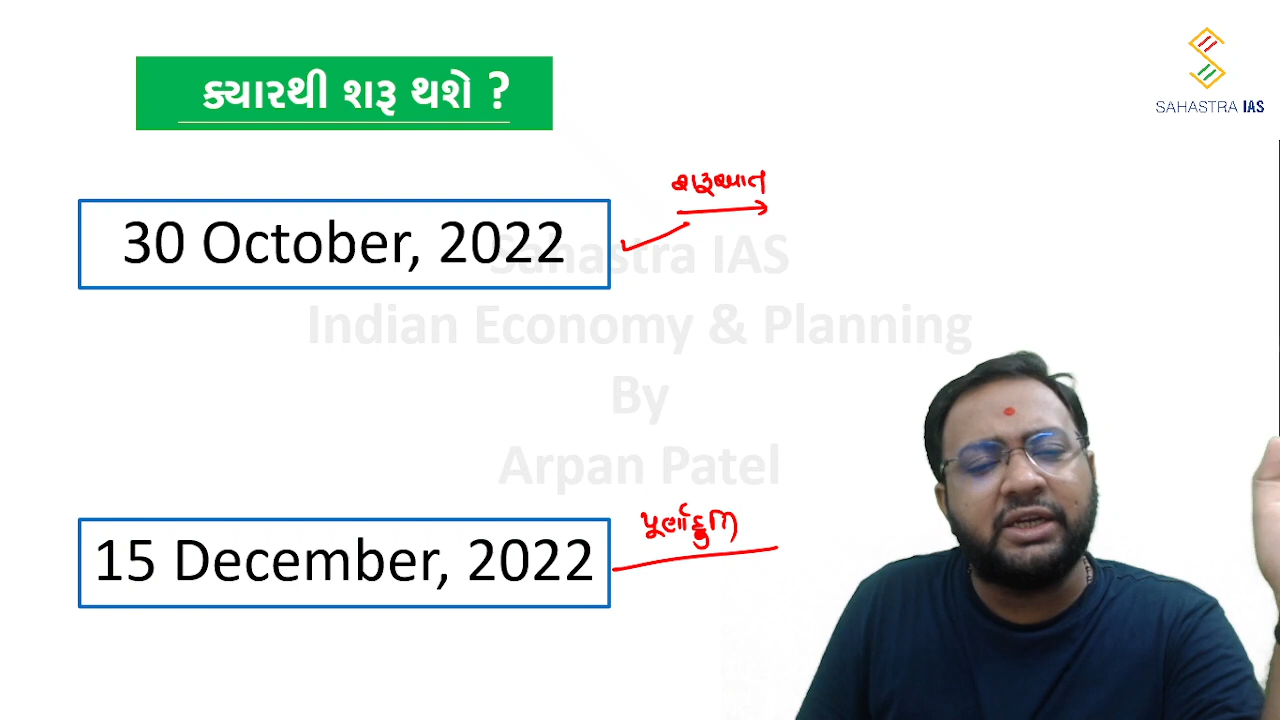 ક્યારથી શરૂ થશે ?
SAHASTRA IAS
શરૂઆત
30 October, 2022
Sahastra IAS
Indian Economy & Planning
By
Arpan Patel
પૂર્ણાહુતિ
15 December, 2022